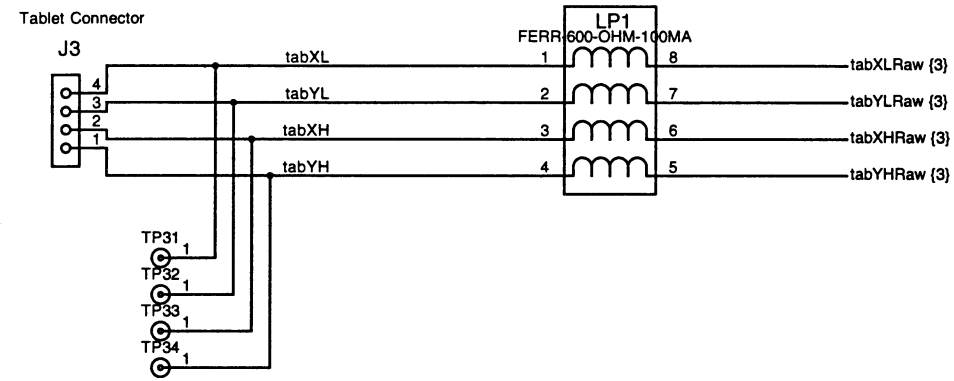 Tablet Connector
J3
LP1
FERR-600-OHM-100MA
4 tabXL 1 8 tabXLRaw {3}
3 tabYL 2 7 tabYLRaw {3}
2 tabXH 3 6 tabXHRaw {3}
1 tabYH 4 5 tabYHRaw {3}
TP31 1
TP32 1
TP33 1
TP34 1